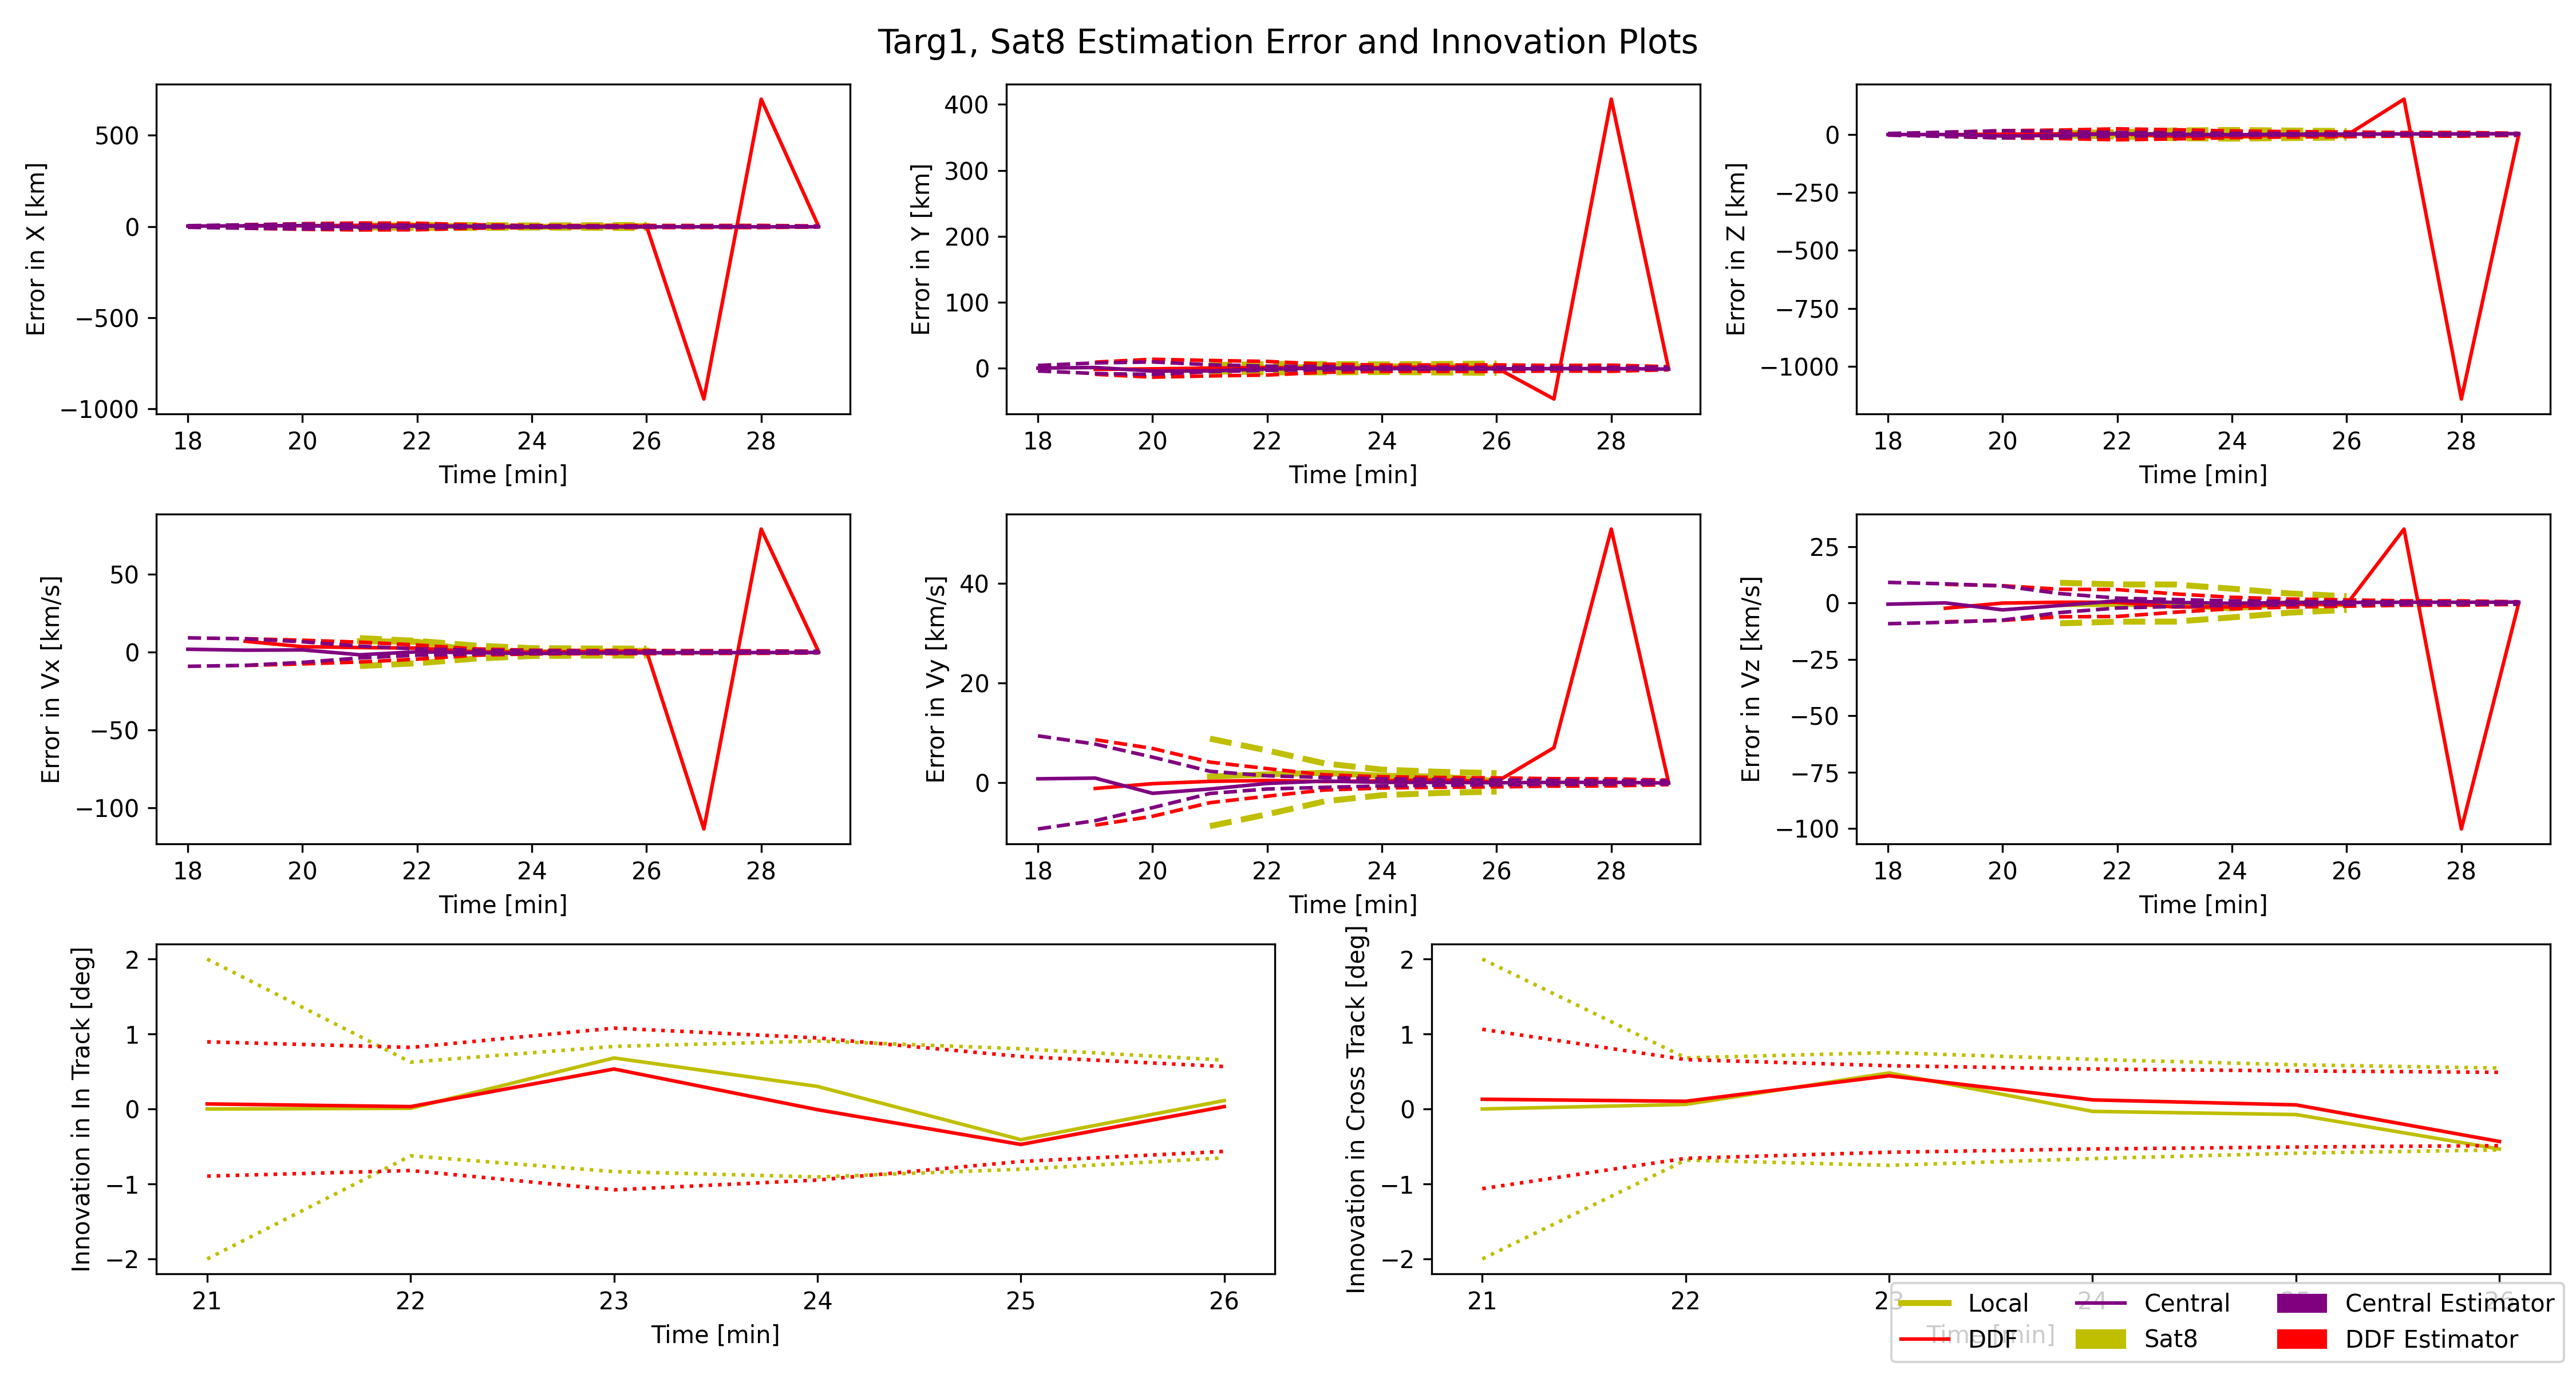 Targ1, Sat8 Estimation Error and Innovation Plots
Error in X [km]
500
0
−500
−1000
18 20 22 24 26 28
Time [min]
Error in Y [km]
400
300
200
100
0
18 20 22 24 26 28
Time [min]
Error in Z [km]
0
−250
−500
−750
−1000
18 20 22 24 26 28
Time [min]
Error in Vx [km/s]
50
0
−50
−100
18 20 22 24 26 28
Time [min]
Error in Vy [km/s]
40
20
0
18 20 22 24 26 28
Time [min]
Error in Vz [km/s]
25
0
−25
−50
−75
−100
18 20 22 24 26 28
Time [min]
Innovation in In Track [deg]
2
1
0
−1
−2
21 22 23 24 25 26
Time [min]
Innovation in Cross Track [deg]
2
1
0
−1
−2
21 22 23 24 25 26
Time [min]
Local
DDF
Central
Sat8
Central Estimator
DDF Estimator